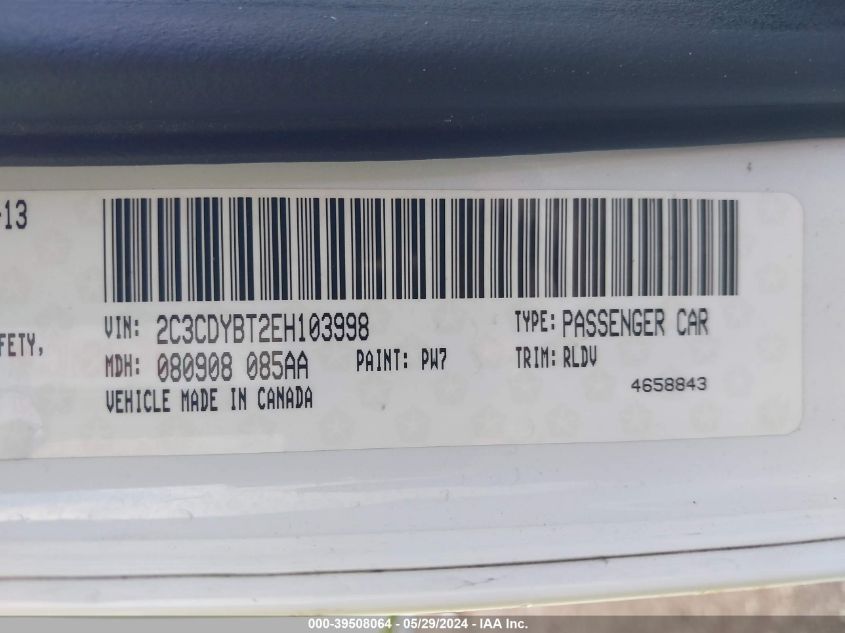 -13
VIN: 2C3CDYBT2EH103998 TYPE: PASSENGER CAR
FETY,
MDH: 080908 085AA PAINT: PW7 TRIM: RLDV
VEHICLE MADE IN CANADA 4658843
000-39508064 - 05/29/2024 - IAA Inc.